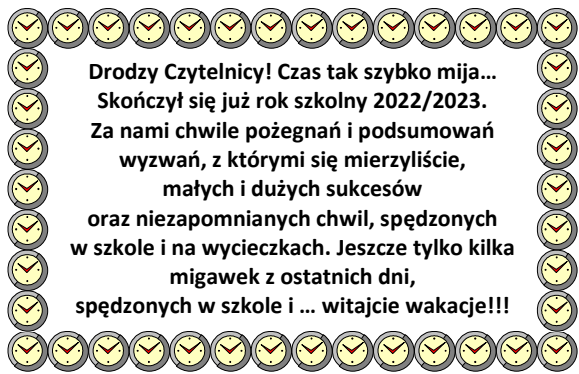 Drodzy Czytelnicy! Czas tak szybko mija…
Skończył się już rok szkolny 2022/2023.
Za nami chwile pożegnań i podsumowań
wyzwań, z którymi się mierzyliście,
małych i dużych sukcesów
oraz niezapomnianych chwil, spędzonych
w szkole i na wycieczkach. Jeszcze tylko kilka
migawek z ostatnich dni,
spędzonych w szkole i … witajcie wakacje!!!